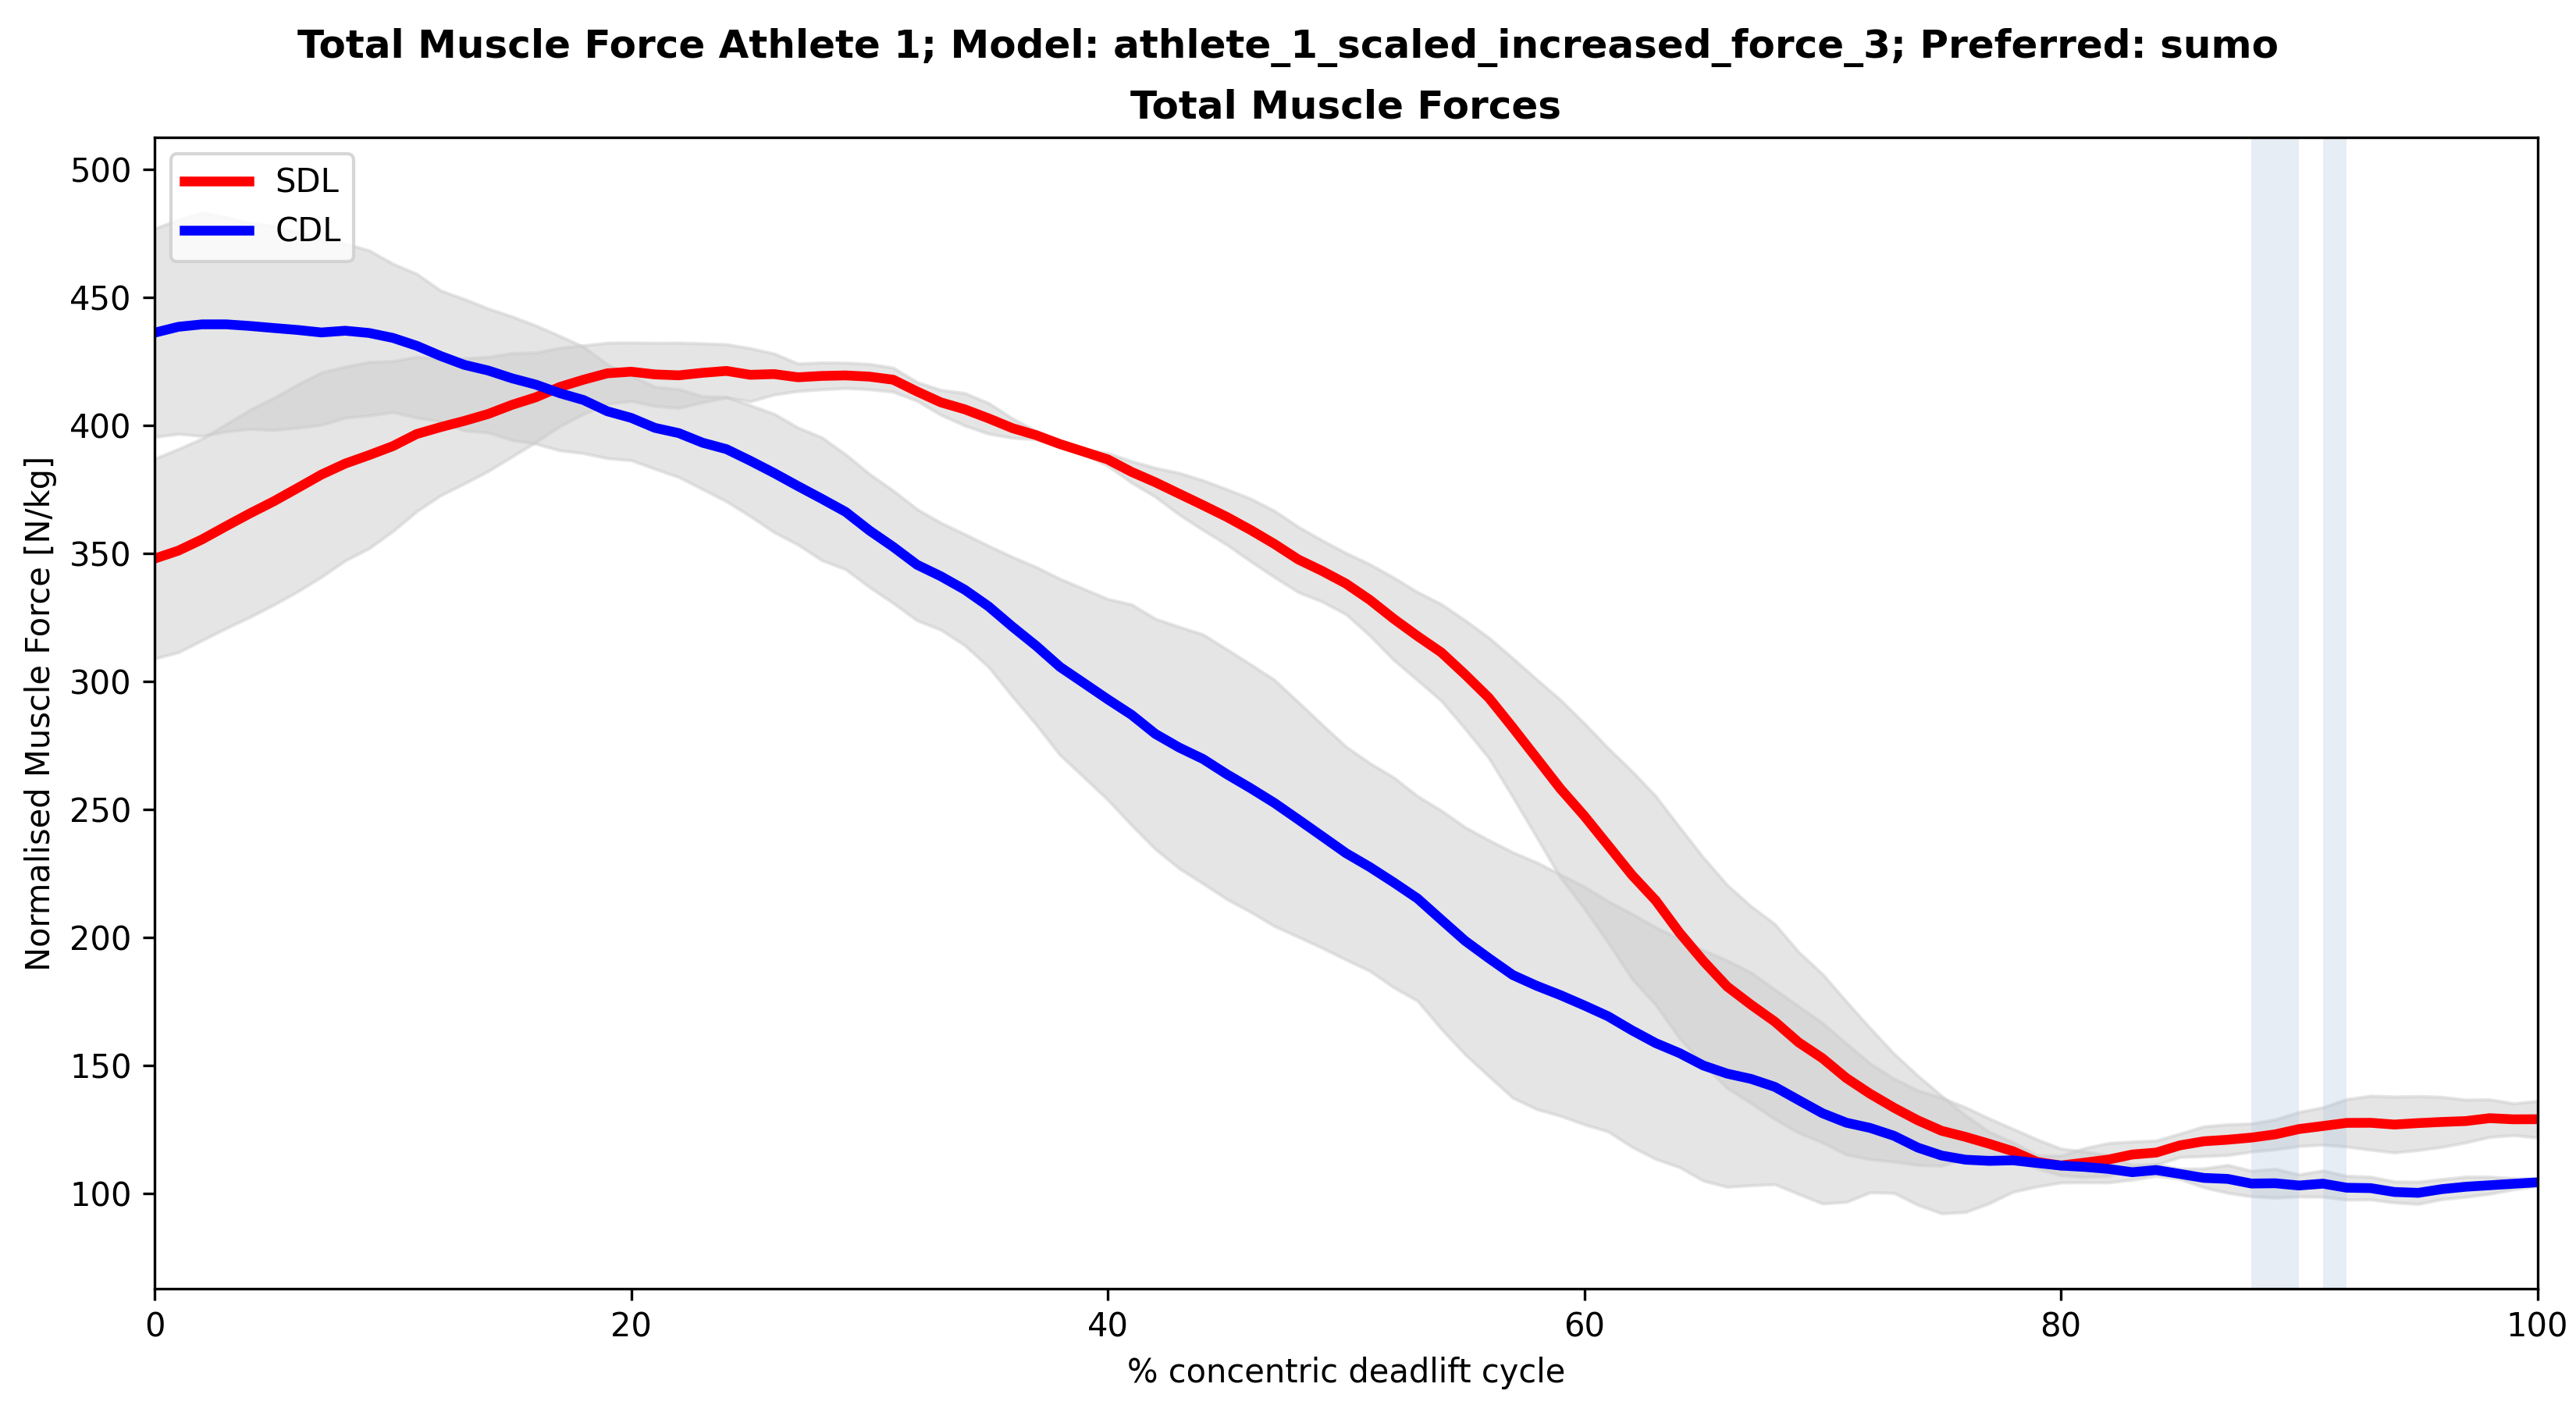 Total Muscle Force Athlete 1; Model: athlete_1_scaled_increased_force_3; Preferred: sumo
Total Muscle Forces
SDL
CDL
500
450
400
350
300
250
200
150
100
Normalised Muscle Force [N/kg]
0 20 40 60 80 100
% concentric deadlift cycle